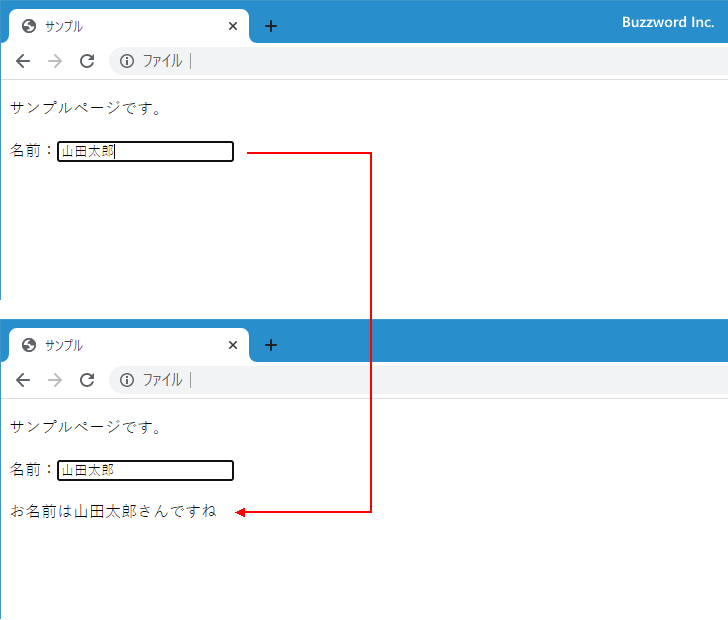 サンプル
Buzzword Inc.
ファイル
サンプルページです。
名前：山田太郎
サンプル
ファイル
サンプルページです。
名前：山田太郎
お名前は山田太郎さんですね